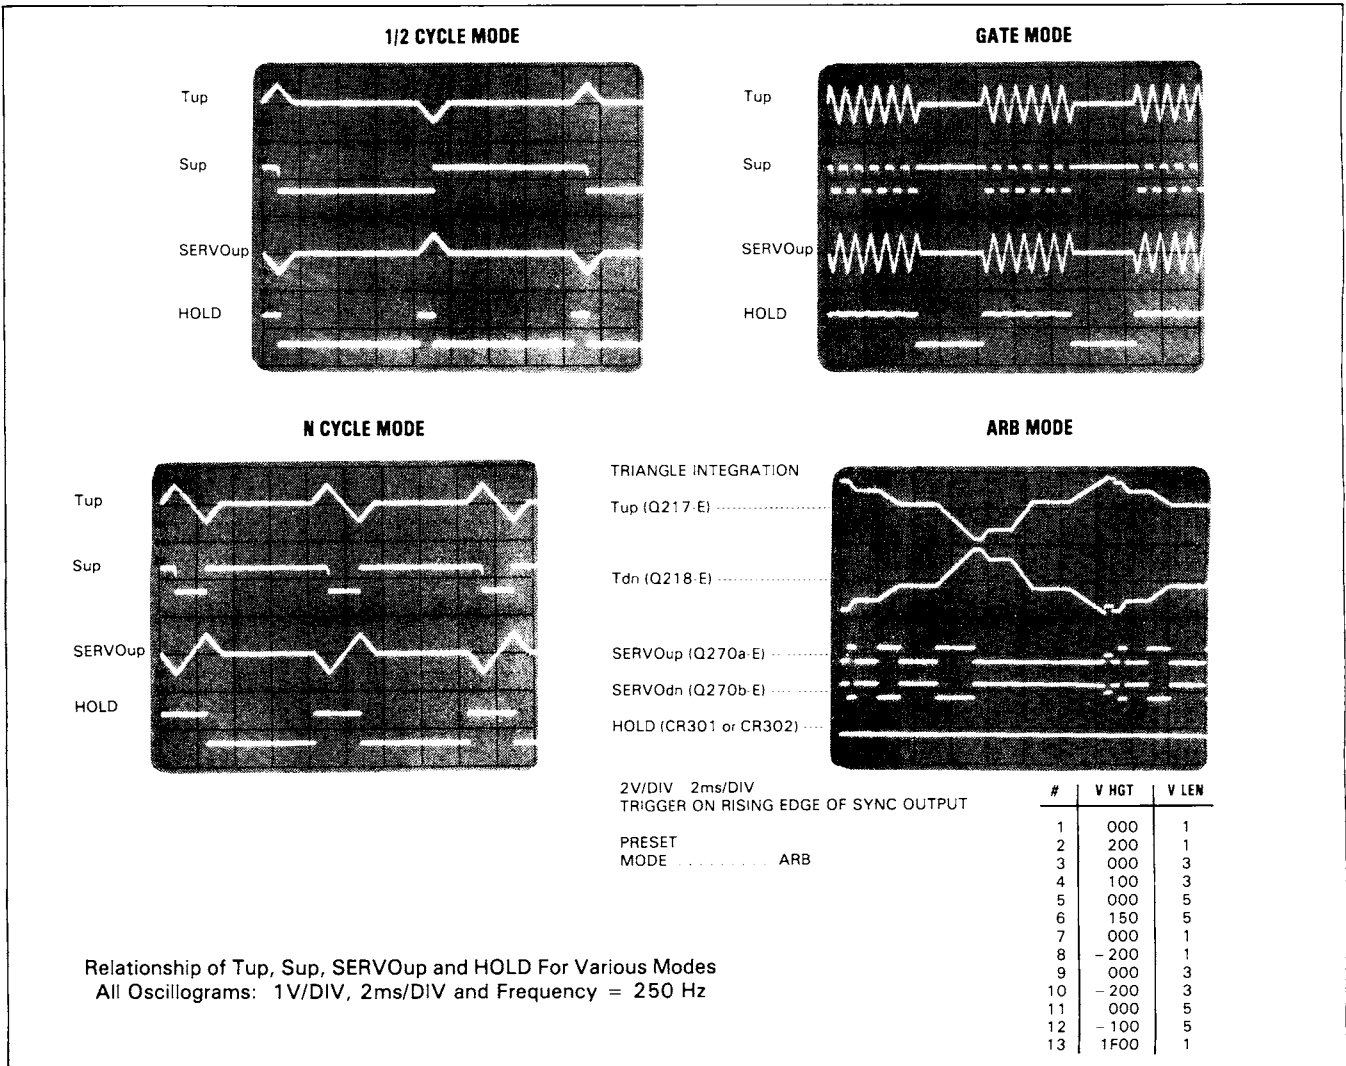 1/2 CYCLE MODE
Tup
Sup
SERVOup
HOLD
GATE MODE
Tup
Sup
SERVOup
HOLD
N CYCLE MODE
Tup
Sup
SERVOup
HOLD
ARB MODE
TRIANGLE INTEGRATION
Tup (Q217-E)
Tdn (Q218-E)
SERVOup (Q270a-E)
SERVOdn (Q270b-E)
HOLD (CR301 or CR302)
2V/DIV 2ms/DIV
TRIGGER ON RISING EDGE OF SYNC OUTPUT
PRESET
MODE .......... ARB
# V HGT V LEN
1 000 1
2 200 1
3 000 3
4 100 3
5 000 5
6 150 5
7 000 1
8 -200 1
9 000 3
10 -200 3
11 000 5
12 -100 5
13 1F00 1
Relationship of Tup, Sup, SERVOup and HOLD For Various Modes
All Oscillograms: 1V/DIV, 2ms/DIV and Frequency = 250 Hz